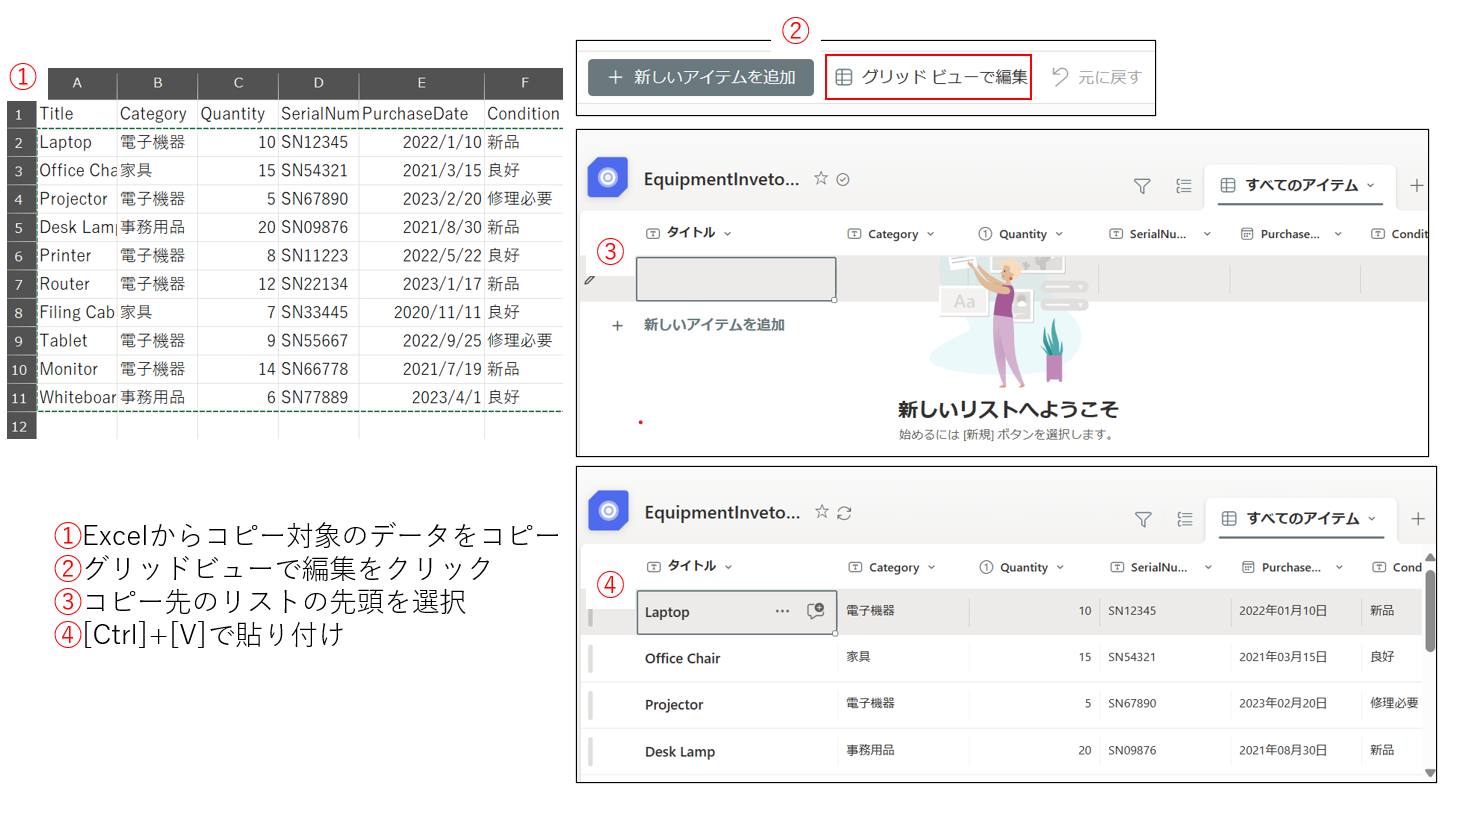 ①
A B C D E F
1 Title Category Quantity SerialNum PurchaseDate Condition
2 Laptop 電子機器 10 SN12345 2022/1/10 新品
3 Office Cha 家具 15 SN54321 2021/3/15 良好
4 Projector 電子機器 5 SN67890 2023/2/20 修理必要
5 Desk Lam 事務用品 20 SN09876 2021/8/30 新品
6 Printer 電子機器 8 SN11223 2022/5/22 良好
7 Router 電子機器 12 SN22134 2023/1/17 新品
8 Filing Cab 家具 7 SN33445 2020/11/11 良好
9 Tablet 電子機器 9 SN55667 2022/9/25 修理必要
10 Monitor 電子機器 14 SN66778 2021/7/19 新品
11 Whiteboar 事務用品 6 SN77889 2023/4/1 良好
12
①Excelからコピー対象のデータをコピー
②グリッドビューで編集をクリック
③コピー先のリストの先頭を選択
④[Ctrl]+[V]で貼り付け
②
+ 新しいアイテムを追加 グリッド ビューで編集 元に戻す
EquipmentInveto... すべてのアイテム +
③
タイトル Category Quantity SerialNu... Purchase... Condit
Aa
+ 新しいアイテムを追加
新しいリストへようこそ
始めるには [新規] ボタンを選択します。
EquipmentInveto... すべてのアイテム +
④
タイトル Category Quantity SerialNu... Purchase... Cond
Laptop ... 電子機器 10 SN12345 2022年01月10日 新品
Office Chair 家具 15 SN54321 2021年03月15日 良好
Projector 電子機器 5 SN67890 2023年02月20日 修理必要
Desk Lamp 事務用品 20 SN09876 2021年08月30日 新品